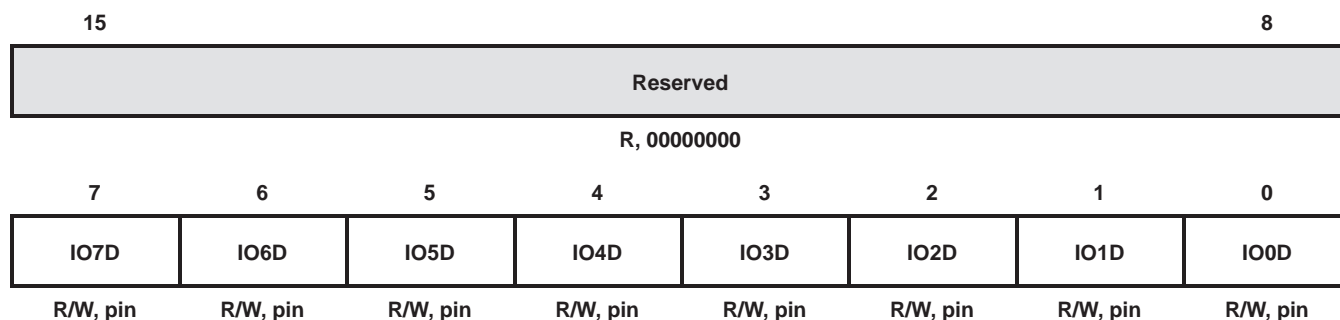 15 8
Reserved
R, 00000000
7 6 5 4 3 2 1 0
IO7D IO6D IO5D IO4D IO3D IO2D IO1D IO0D
R/W, pin R/W, pin R/W, pin R/W, pin R/W, pin R/W, pin R/W, pin R/W, pin